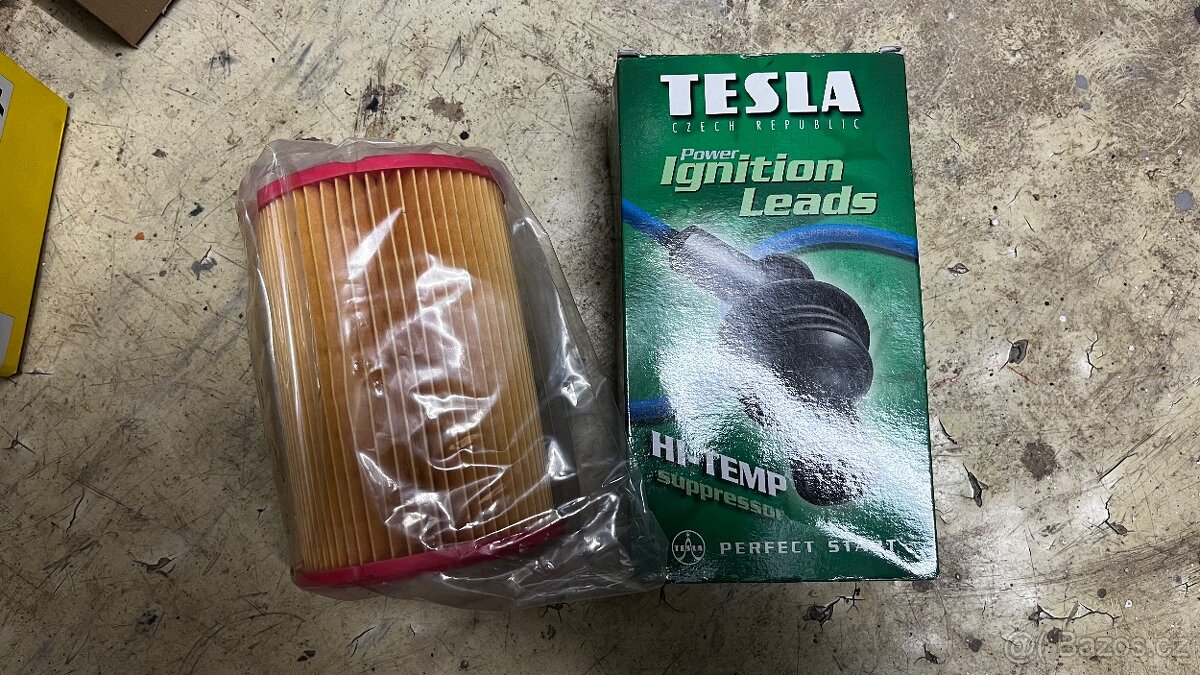 TESLA
CZECH REPUBLIC
Power
Ignition
Leads
SUPPRESSOR
HI-TEMP
suppressor
TESLA PERFECT START
Bazos.cz